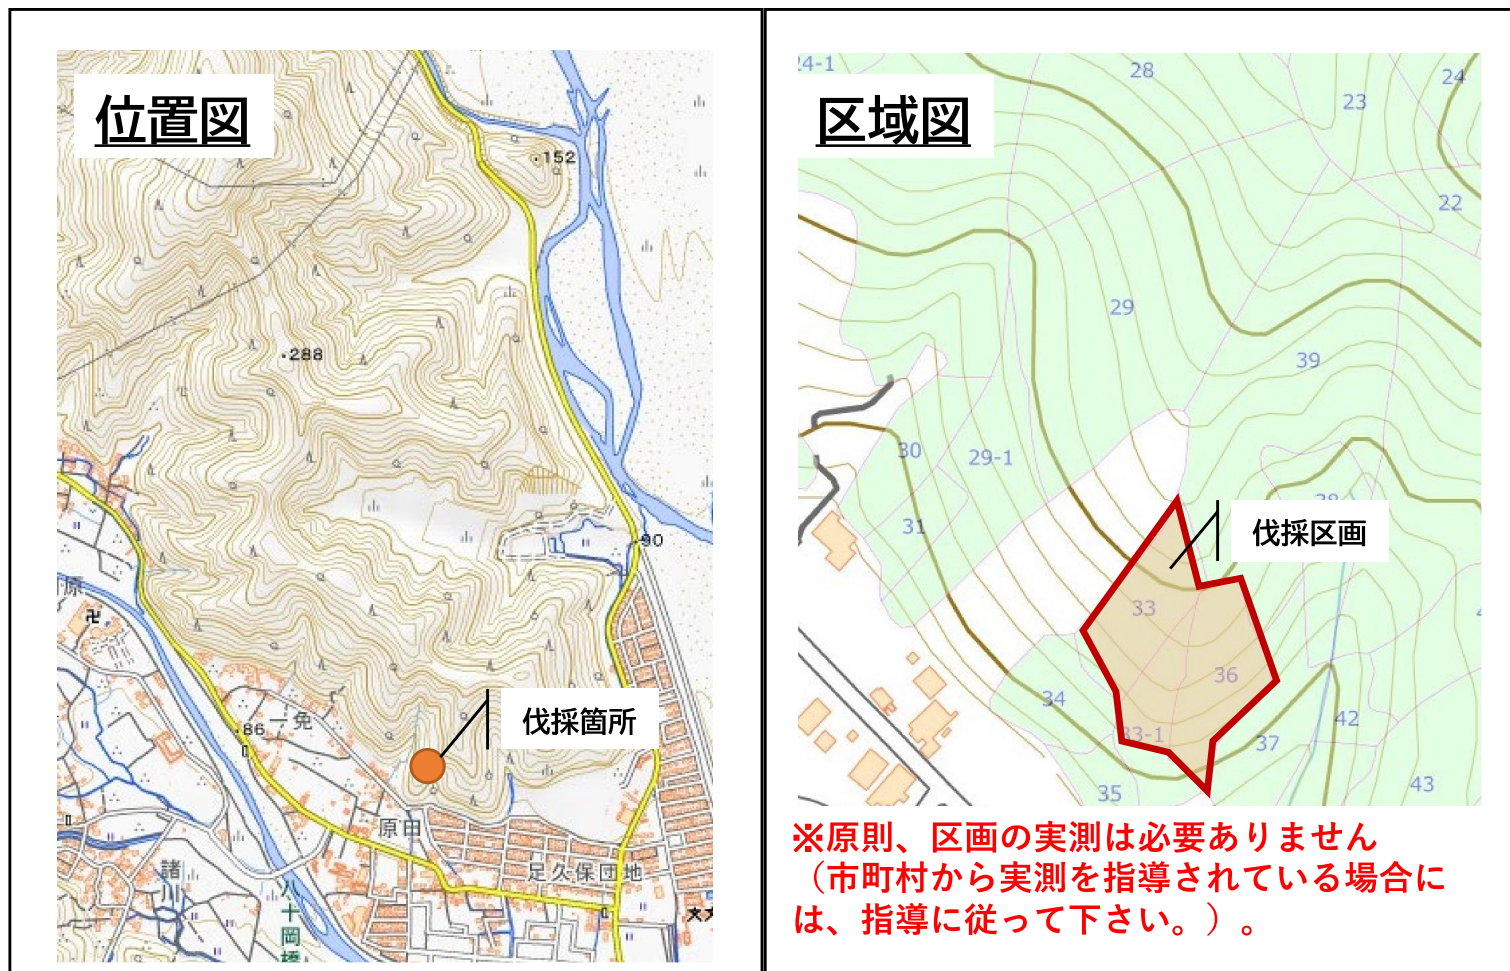 位置図
152
288
90
原
卍
伐採箇所
一免
86
原田
足久保団地
諸川
八十岡橋
区域図
24-1
28
24
23
22
29
39
30
29-1
31
38
伐採区画
33
36
34
33-1
37
42
35
43
※原則、区画の実測は必要ありません
（市町村から実測を指導されている場合に
は、指導に従って下さい。）。